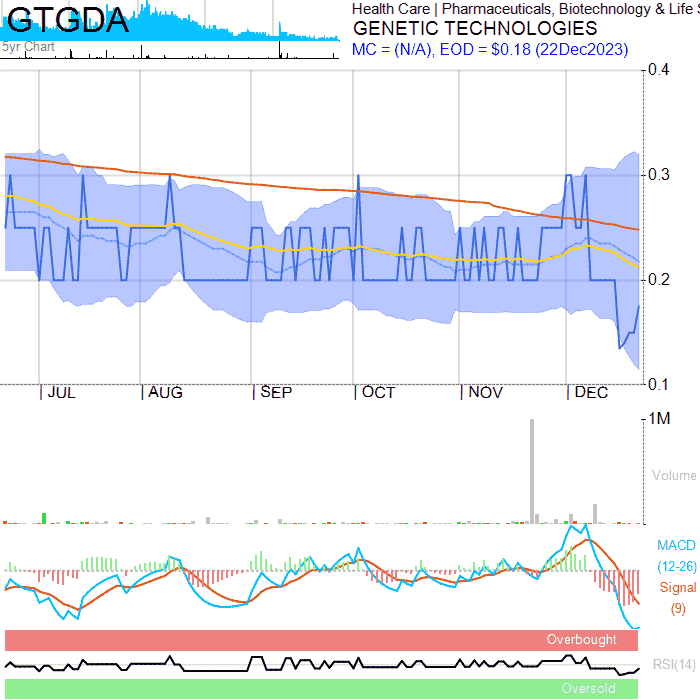 GTGDA
5yr Chart
Health Care | Pharmaceuticals, Biotechnology & Life S
GENETIC TECHNOLOGIES
MC = (N/A), EOD = $0.18 (22Dec2023)
0.4
0.3
0.2
0.1
JUL AUG SEP OCT NOV DEC
1M
Volume
MACD
(12-26)
Signal
(9)
Overbought
RSI(14)
Oversold